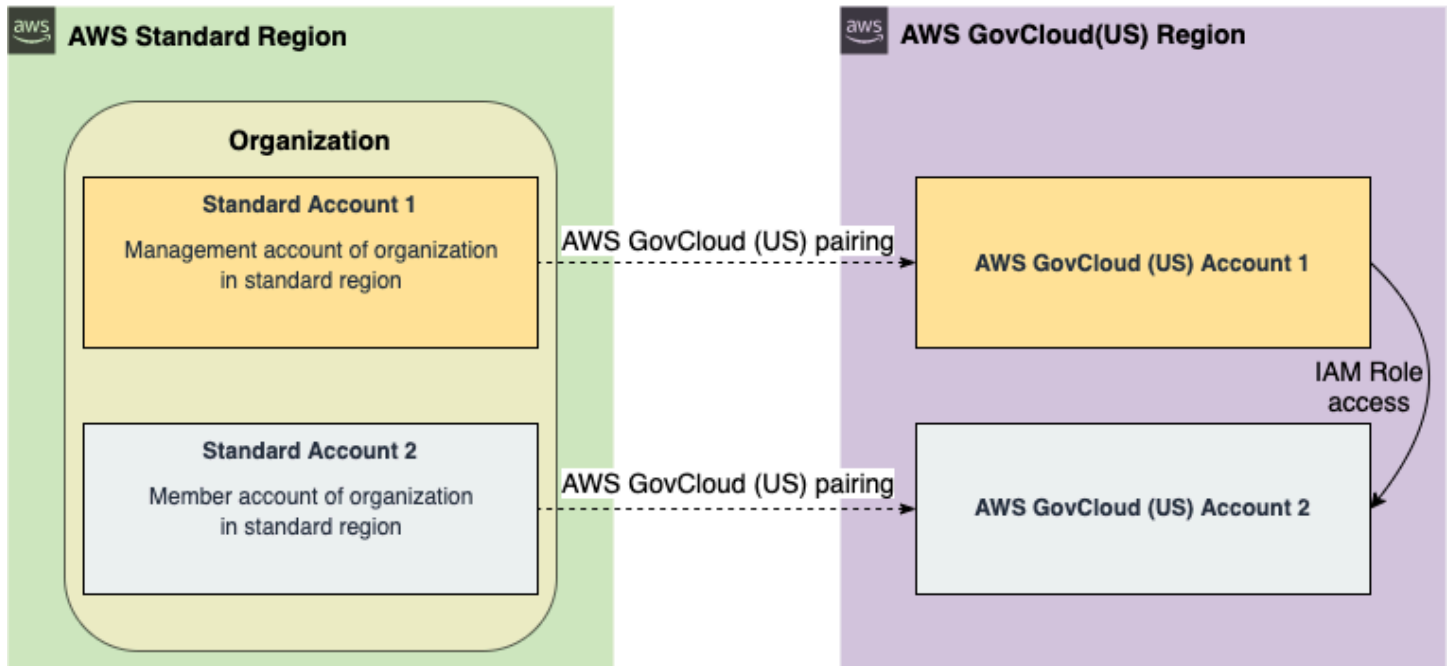 aws
AWS Standard Region
Organization
Standard Account 1
Management account of organization
in standard region
Standard Account 2
Member account of organization
in standard region
AWS GovCloud (US) pairing
AWS GovCloud (US) pairing
aws
AWS GovCloud(US) Region
AWS GovCloud (US) Account 1
IAM Role
access
AWS GovCloud (US) Account 2